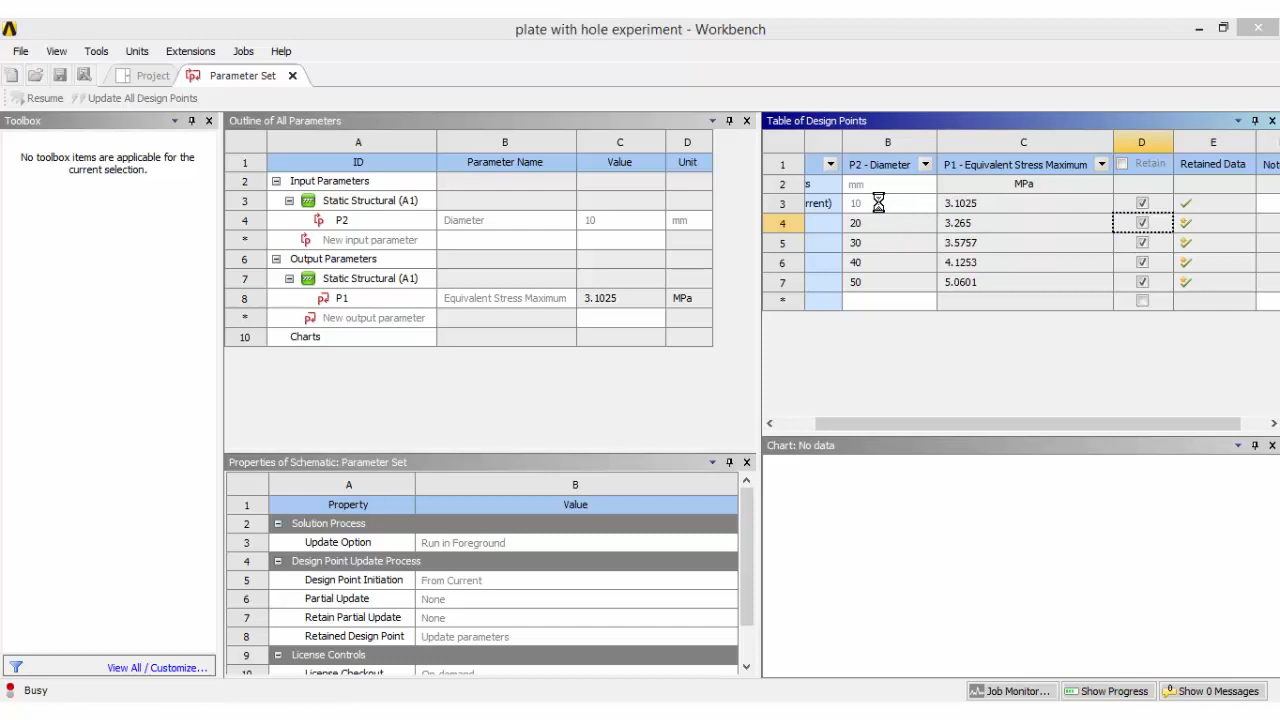 plate with hole experiment - Workbench
File View Tools Units Extensions Jobs Help
Project Parameter Set
Resume Update All Design Points
Toolbox
No toolbox items are applicable for the
current selection.
View All / Customize...
Outline of All Parameters
A B C D
1 ID Parameter Name Value Unit
2 Input Parameters
3 Static Structural (A1)
4 P2 Diameter 10 mm
* New input parameter
6 Output Parameters
7 Static Structural (A1)
8 P1 Equivalent Stress Maximum 3.1025 MPa
* New output parameter
10 Charts
Properties of Schematic: Parameter Set
A B
1 Property Value
2 Solution Process
3 Update Option Run in Foreground
4 Design Point Update Process
5 Design Point Initiation From Current
6 Partial Update None
7 Retain Partial Update None
8 Retained Design Point Update parameters
9 License Controls
10 License Checkout On-demand
Table of Design Points
B C D E
1 P2 - Diameter P1 - Equivalent Stress Maximum Retain Retained Data Not
2 s mm MPa
3 rrent) 10 3.1025
4 20 3.265
5 30 3.5757
6 40 4.1253
7 50 5.0601
*
Chart: No data
Busy
Job Monitor... Show Progress Show 0 Messages